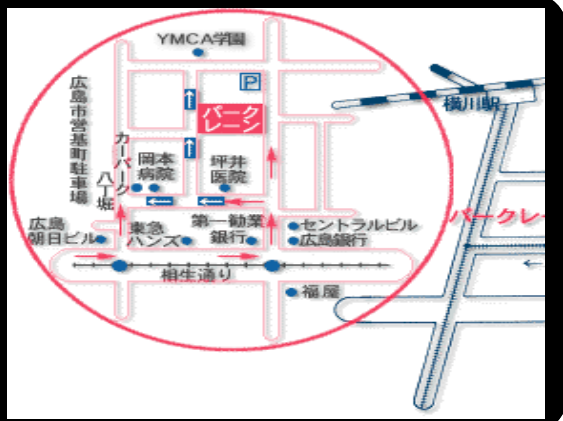 YMCA学園
P
広島市営基町駐車場
パーク
レーン
横川駅
カーパーク
八丁堀
岡本
病院
坪井
医院
パークレー
広島
朝日ビル
東急
ハンズ
第一勧業
銀行
セントラルビル
広島銀行
相生通り
福屋